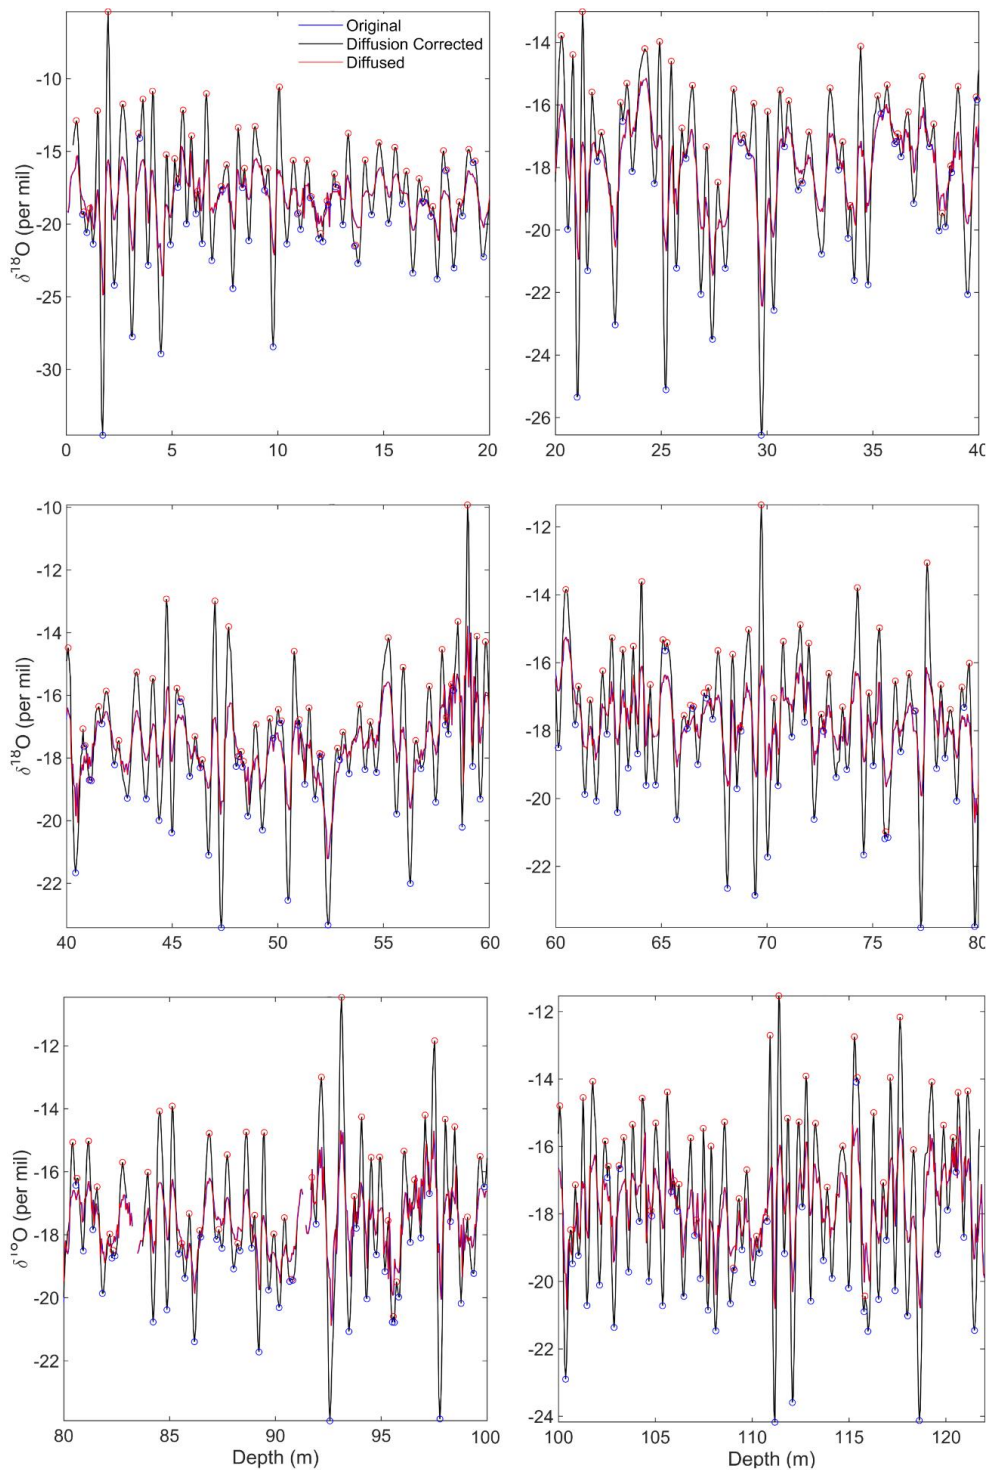 Original
Diffusion Corrected
Diffused
-10
-15
-20
-25
-30
0 5 10 15 20
δ¹⁸O (per mil)
-14
-16
-18
-20
-22
-24
-26
20 25 30 35 40
-10
-12
-14
-16
-18
-20
-22
40 45 50 55 60
δ¹⁸O (per mil)
-12
-14
-16
-18
-20
-22
60 65 70 75 80
-12
-14
-16
-18
-20
-22
80 85 90 95 100
δ¹⁸O (per mil)
Depth (m)
-12
-14
-16
-18
-20
-22
-24
100 105 110 115 120
Depth (m)